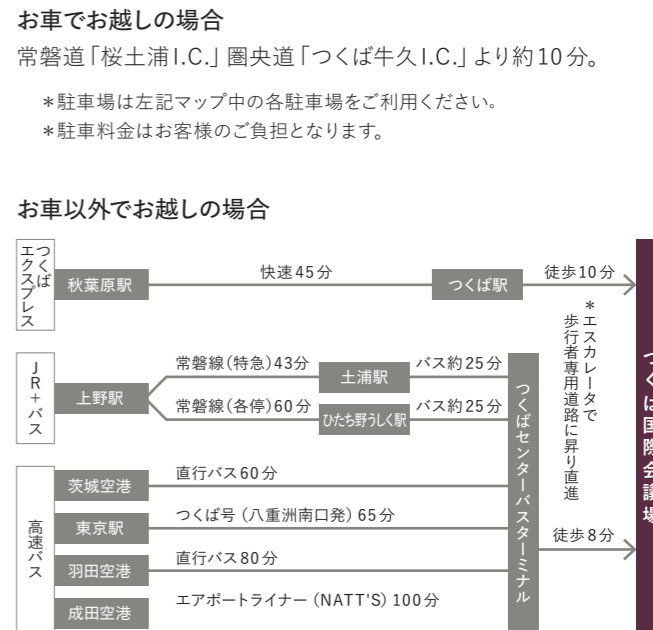 お車でお越しの場合
常磐道「桜土浦I.C.」圏央道「つくば牛久I.C.」より約10分。
＊駐車場は左記マップ中の各駐車場をご利用ください。
＊駐車料金はお客様のご負担となります。
お車以外でお越しの場合
つくば
エクスプレス
秋葉原駅
快速45分
つくば駅
徒歩10分
＊エスカレータで
歩行者専用道路に昇り直進
JR+バス
上野駅
常磐線(特急)43分
土浦駅
バス約25分
常磐線(各停)60分
ひたち野うしく駅
バス約25分
高速バス
茨城空港
直行バス60分
東京駅
つくば号(八重洲南口発)65分
羽田空港
直行バス80分
成田空港
エアポートライナー(NATT'S)100分
つくばセンターバスターミナル
徒歩8分
つくば国際会議場